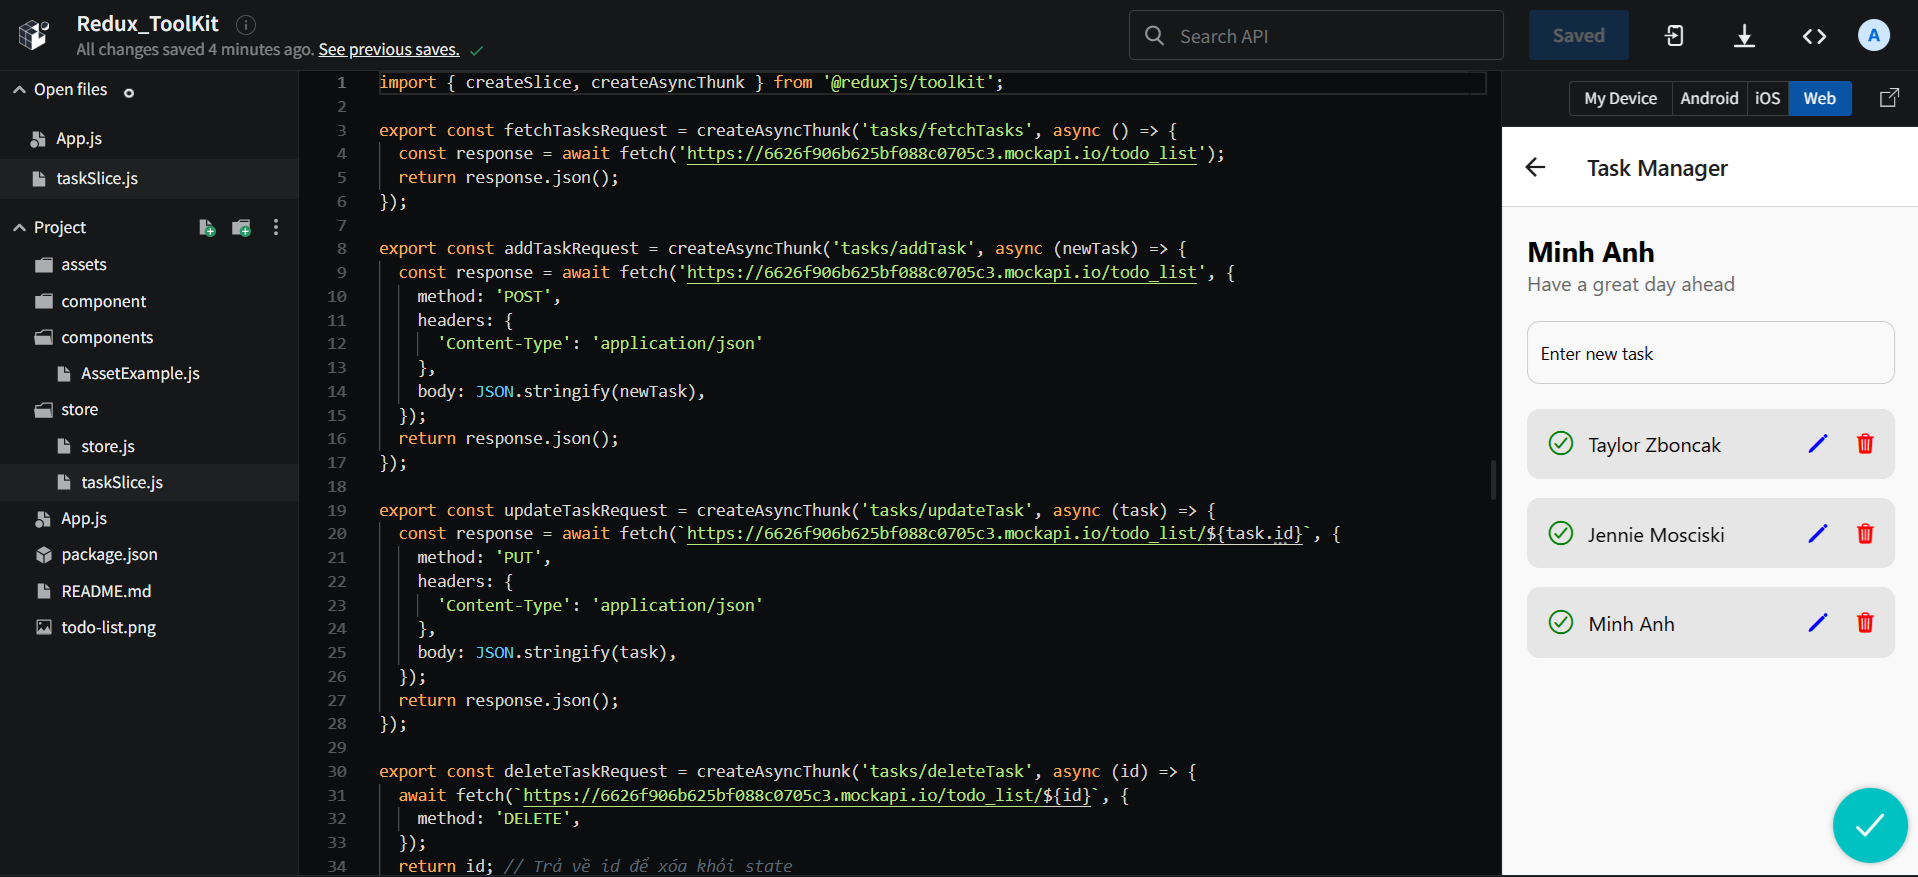 Redux_ToolKit
All changes saved 4 minutes ago. See previous saves.
Search API
Saved
A
Open files
App.js
taskSlice.js
Project
assets
component
components
AssetExample.js
store
store.js
taskSlice.js
App.js
package.json
README.md
todo-list.png
1 import { createSlice, createAsyncThunk } from '@reduxjs/toolkit';
2
3 export const fetchTasksRequest = createAsyncThunk('tasks/fetchTasks', async () => {
4   const response = await fetch('https://6626f906b625bf088c0705c3.mockapi.io/todo_list');
5   return response.json();
6 });
7
8 export const addTaskRequest = createAsyncThunk('tasks/addTask', async (newTask) => {
9   const response = await fetch('https://6626f906b625bf088c0705c3.mockapi.io/todo_list', {
10     method: 'POST',
11     headers: {
12       'Content-Type': 'application/json'
13     },
14     body: JSON.stringify(newTask),
15   });
16   return response.json();
17 });
18
19 export const updateTaskRequest = createAsyncThunk('tasks/updateTask', async (task) => {
20   const response = await fetch(`https://6626f906b625bf088c0705c3.mockapi.io/todo_list/${task.id}`, {
21     method: 'PUT',
22     headers: {
23       'Content-Type': 'application/json'
24     },
25     body: JSON.stringify(task),
26   });
27   return response.json();
28 });
29
30 export const deleteTaskRequest = createAsyncThunk('tasks/deleteTask', async (id) => {
31   await fetch(`https://6626f906b625bf088c0705c3.mockapi.io/todo_list/${id}`, {
32     method: 'DELETE',
33   });
34   return id; // Trả về id để xóa khỏi state
My Device
Android
iOS
Web
Task Manager
Minh Anh
Have a great day ahead
Enter new task
Taylor Zboncak
Jennie Mosciski
Minh Anh